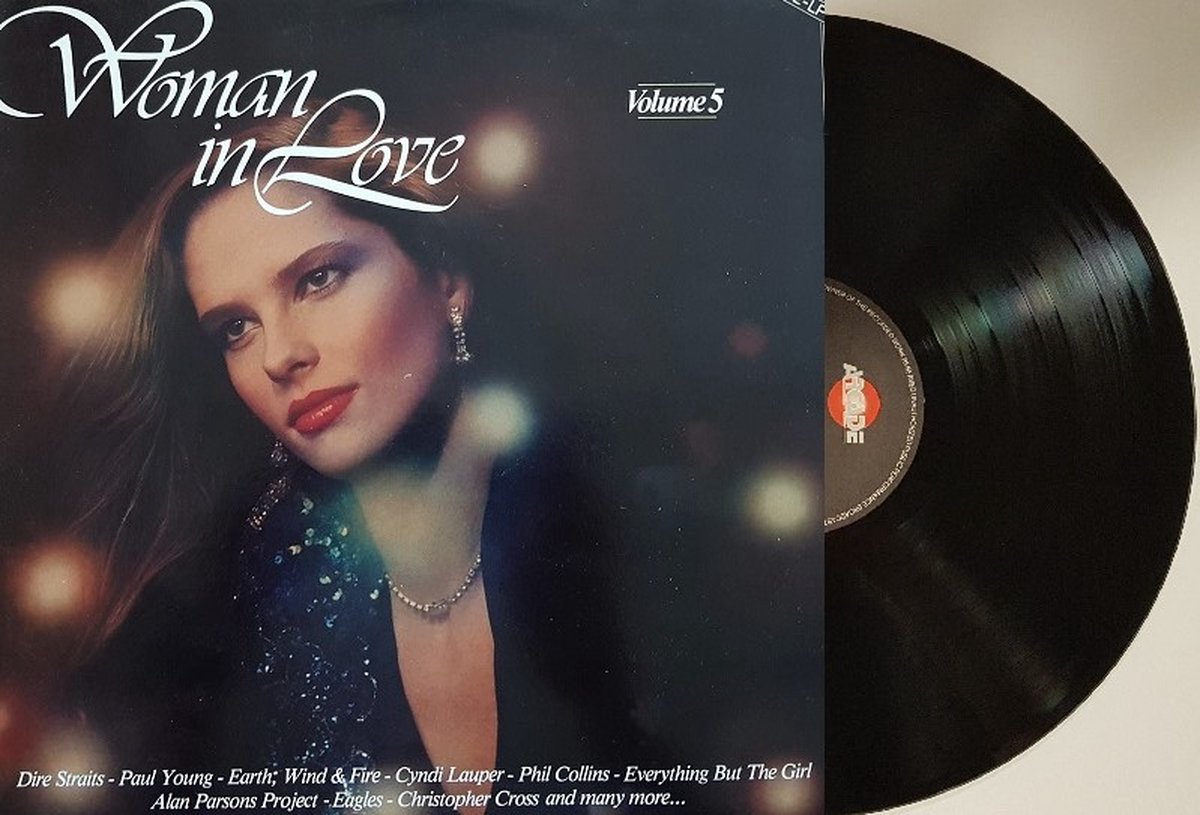 Woman
in Love
Volume 5
Dire Straits - Paul Young - Earth, Wind & Fire - Cyndi Lauper - Phil Collins - Everything But The Girl
Alan Parsons Project - Eagles - Christopher Cross and many more...
ARCADE